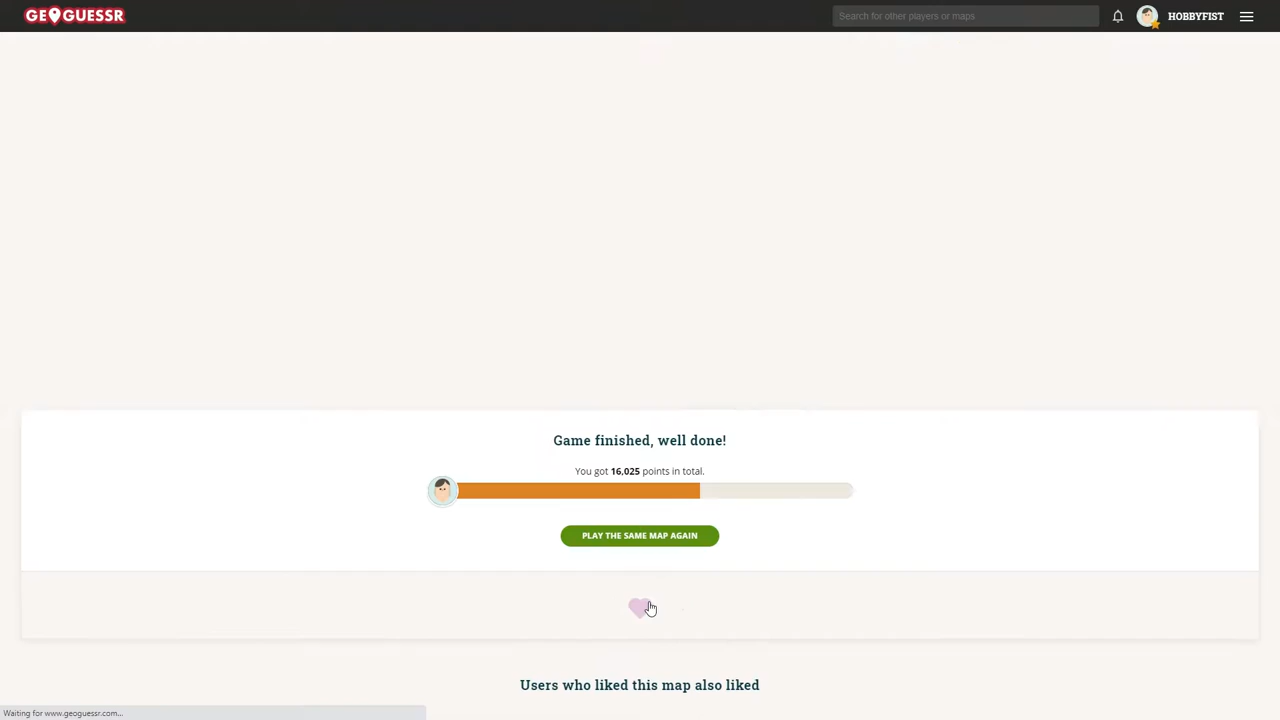 GEOGUESSR
Search for other players or maps
HOBBYFIST
Game finished, well done!
You got 16,025 points in total.
PLAY THE SAME MAP AGAIN
Users who liked this map also liked
Waiting for www.geoguessr.com...